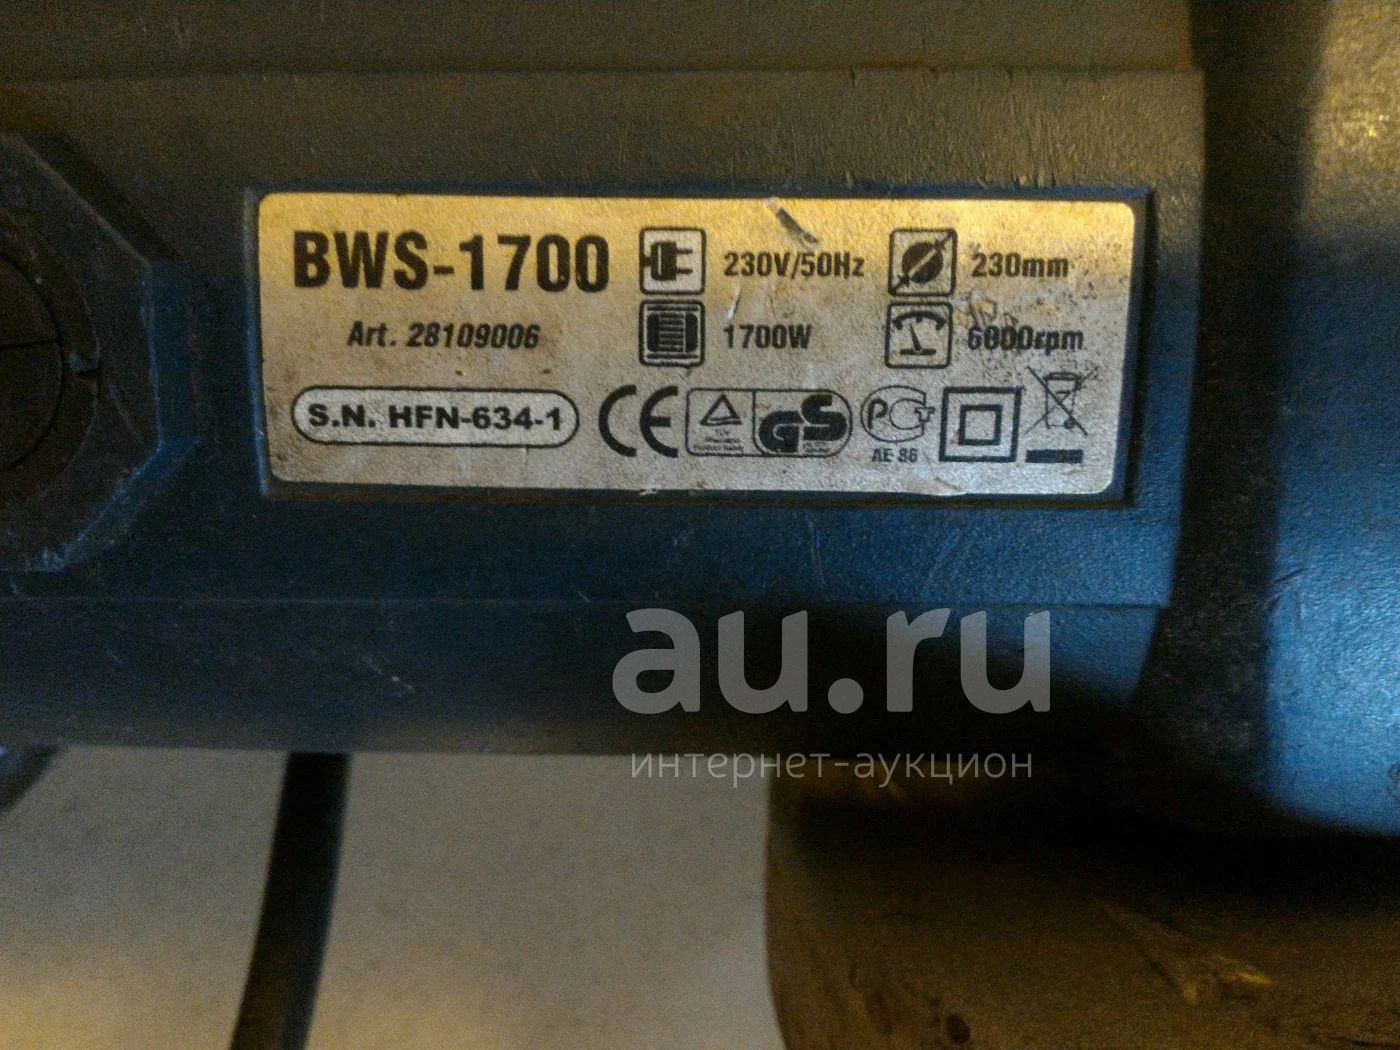 BWS-1700
230V/50Hz
230mm
Art. 28109006
1700W
6000rpm
S.N. HFN-634-1
CE
TÜV
GS
PCT
AE 86
au.ru
интернет-аукцион